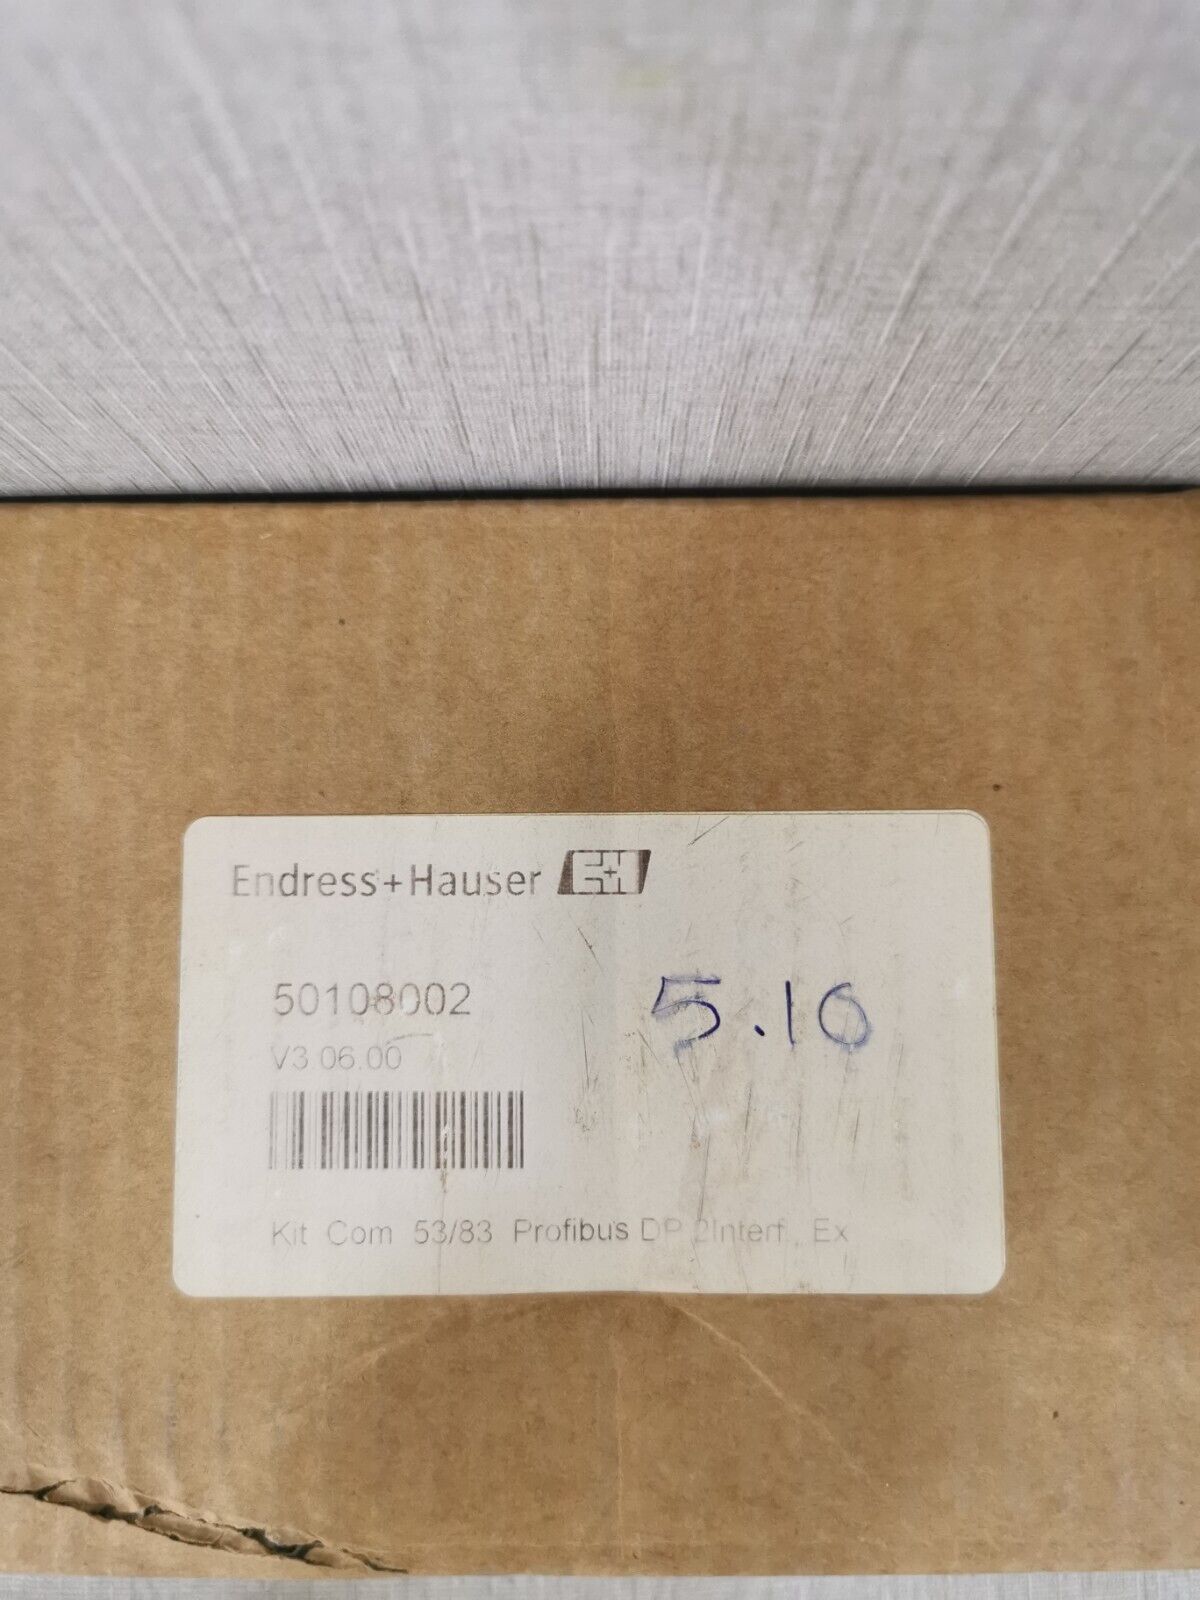 Endress+Hauser E+H
50108002
5.10
V3.06.00
Kit Com 53/83 Profibus DP 2Interf., Ex